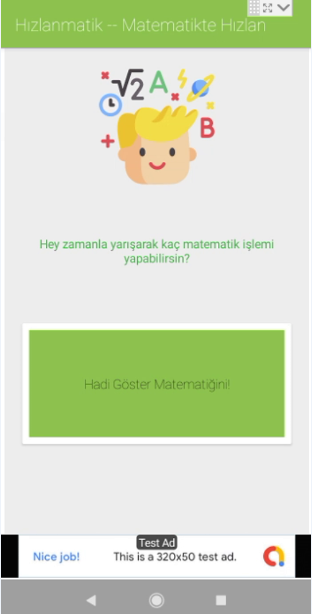 Hızlanmatik -- Matematikte Hızlan
√2 A
B
Hey zamanla yarışarak kaç matematik işlemi
yapabilirsin?
Hadi Göster Matematiğini!
Test Ad
Nice job! This is a 320x50 test ad.